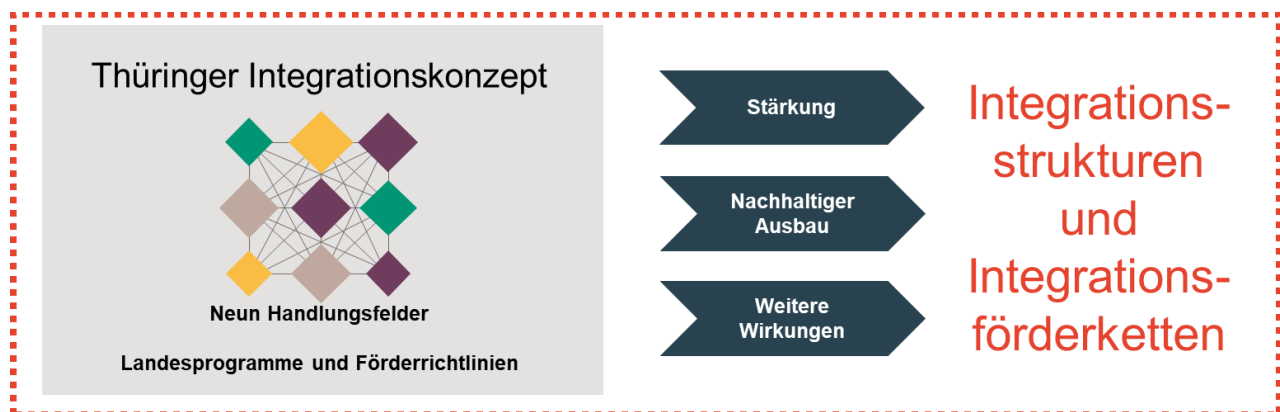 Thüringer Integrationskonzept
Neun Handlungsfelder
Landesprogramme und Förderrichtlinien
Stärkung
Nachhaltiger
Ausbau
Weitere
Wirkungen
Integrations-
strukturen
und
Integrations-
förderketten